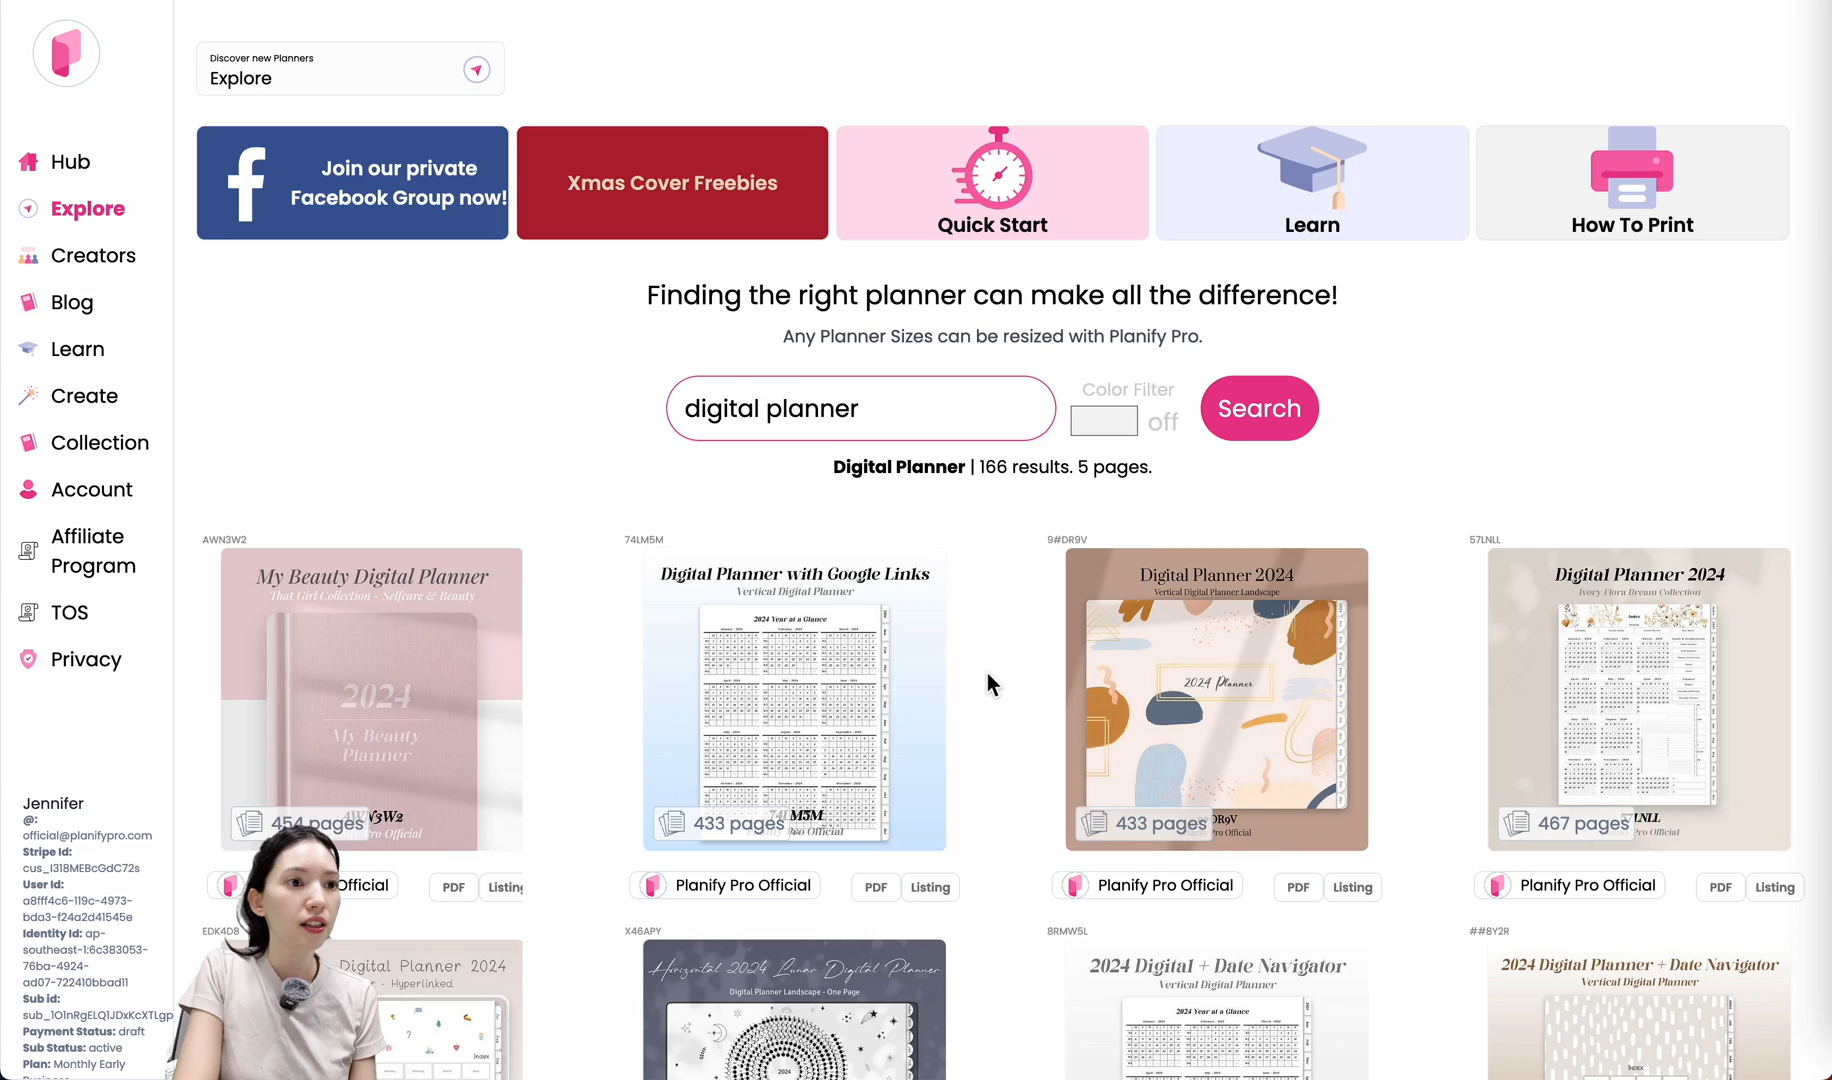 Discover new Planners
Explore
Hub
Explore
Creators
Blog
Learn
Create
Collection
Account
Affiliate
Program
TOS
Privacy
Join our private
Facebook Group now!
Xmas Cover Freebies
Quick Start
Learn
How To Print
Finding the right planner can make all the difference!
Any Planner Sizes can be resized with Planify Pro.
digital planner
Color Filter
off
Search
Digital Planner | 166 results. 5 pages.
AWN3W2
My Beauty Digital Planner
That Girl Collection - Selfcare & Beauty
2024
My Beauty
Planner
454 pages
Official
PDF
Listing
74LM5M
Digital Planner with Google Links
Vertical Digital Planner
2024 Year at a Glance
433 pages
Planify Pro Official
PDF
Listing
9#DR9V
Digital Planner 2024
Vertical Digital Planner Landscape
2024 Planner
433 pages
Planify Pro Official
PDF
Listing
57LNLL
Digital Planner 2024
Ivory Flora Dream Collection
Index
467 pages
Planify Pro Official
PDF
Listing
Jennifer
@:
official@planifypro.com
Stripe Id:
cus_I318MEBcGdC72s
User Id:
a8fff4c6-119c-4973-
bda3-f24a2d41545e
Identity Id: ap-
southeast-1:6c383053-
76ba-4924-
ad07-722410bbad11
Sub id:
sub_1O1nRgELQ1JDxKcXTLgp
Payment Status: draft
Sub Status: active
Plan: Monthly Early
EDK4D8
Digital Planner 2024
- Hyperlinked
Index
X46APY
Horizontal 2024 Lunar Digital Planner
Digital Planner Landscape - One Page
2024
8RMW5L
2024 Digital + Date Navigator
Vertical Digital Planner
2024 Year at a Glance
##8Y2R
2024 Digital Planner + Date Navigator
Vertical Digital Planner
Index